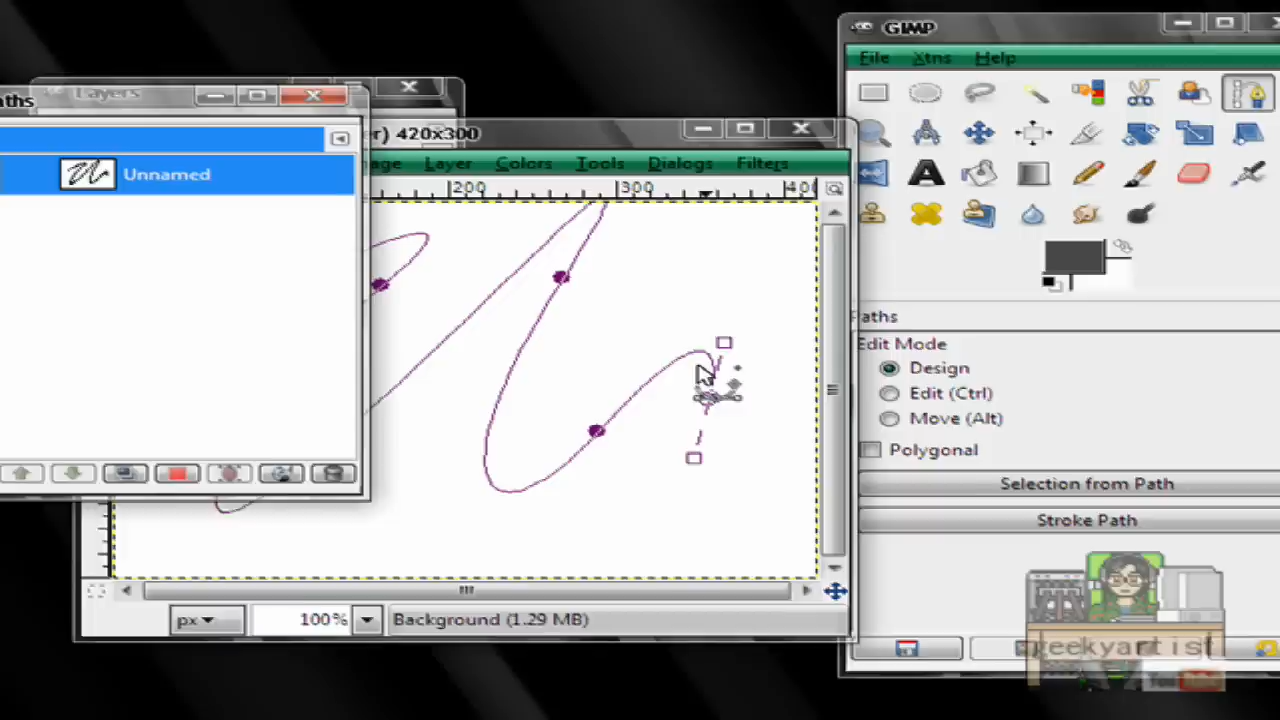 GIMP
File Xtns Help
Layers
aths
er) 420x300
age Layer Colors Tools Dialogs Filters
200 300 400
Unnamed
Paths
Edit Mode
Design
Edit (Ctrl)
Move (Alt)
Polygonal
Selection from Path
Stroke Path
px 100% Background (1.29 MB)
geekyartist
You